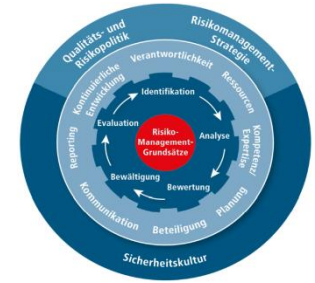 Qualitäts- und
Risikopolitik
Risikomanagement-
Strategie
Sicherheitskultur
Kontinuierliche
Entwicklung
Verantwortlichkeit
Ressourcen
Kompetenz/
Expertise
Planung
Beteiligung
Kommunikation
Reporting
Identifikation
Analyse
Bewertung
Bewältigung
Evaluation
Risiko-
Management-
Grundsätze